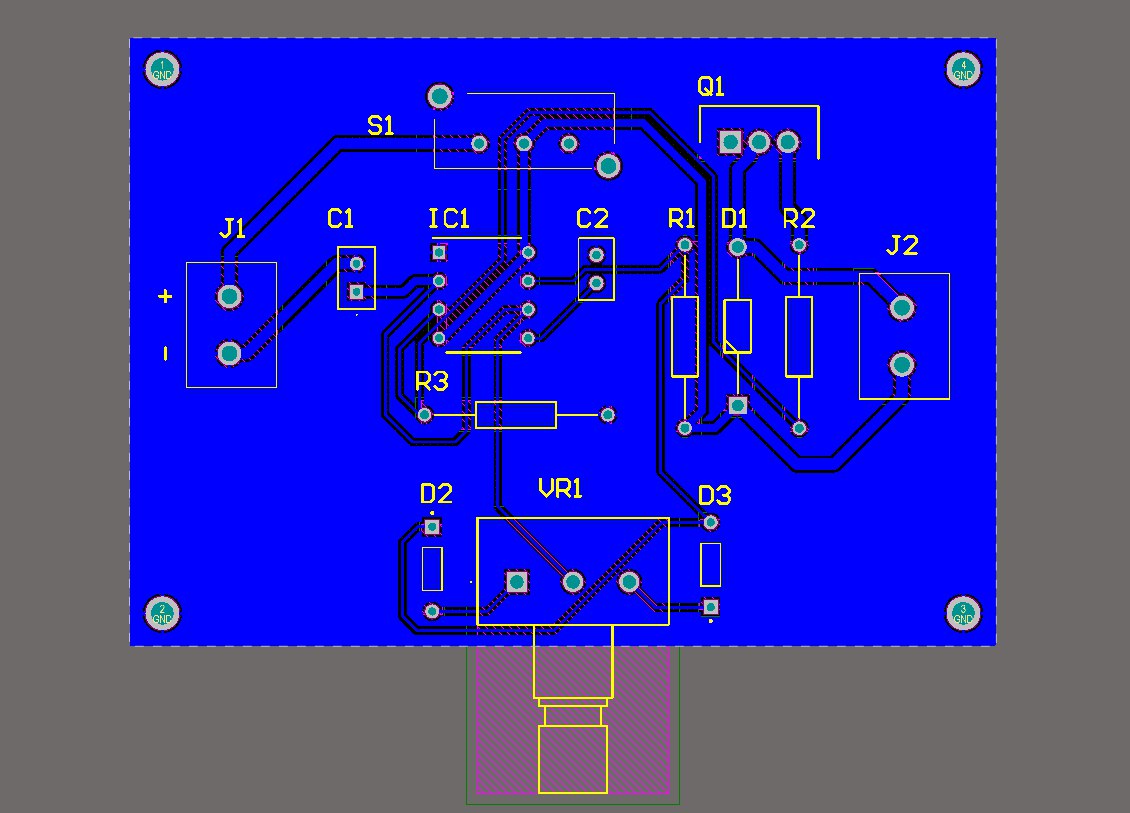 1
GND
4
GND
Q1
S1
J1
C1
IC1
C2
R1
D1
R2
J2
+
-
R3
D2
VR1
D3
2
GND
3
GND